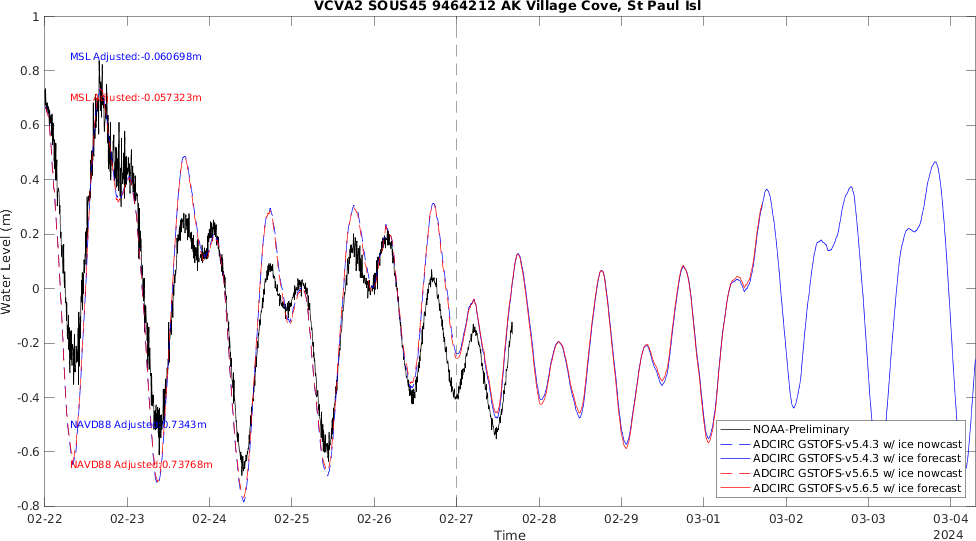 VCVA2 SOUS45 9464212 AK Village Cove, St Paul Isl
Water Level (m)
1
0.8
0.6
0.4
0.2
0
-0.2
-0.4
-0.6
-0.8
MSL Adjusted:-0.060698m
MSL Adjusted:-0.057323m
NAVD88 Adjusted:0.7343m
NAVD88 Adjusted:0.73768m
NOAA-Preliminary
ADCIRC GSTOFS-v5.4.3 w/ ice nowcast
ADCIRC GSTOFS-v5.4.3 w/ ice forecast
ADCIRC GSTOFS-v5.6.5 w/ ice nowcast
ADCIRC GSTOFS-v5.6.5 w/ ice forecast
02-22 02-23 02-24 02-25 02-26 02-27 02-28 02-29 03-01 03-02 03-03 03-04
Time
2024